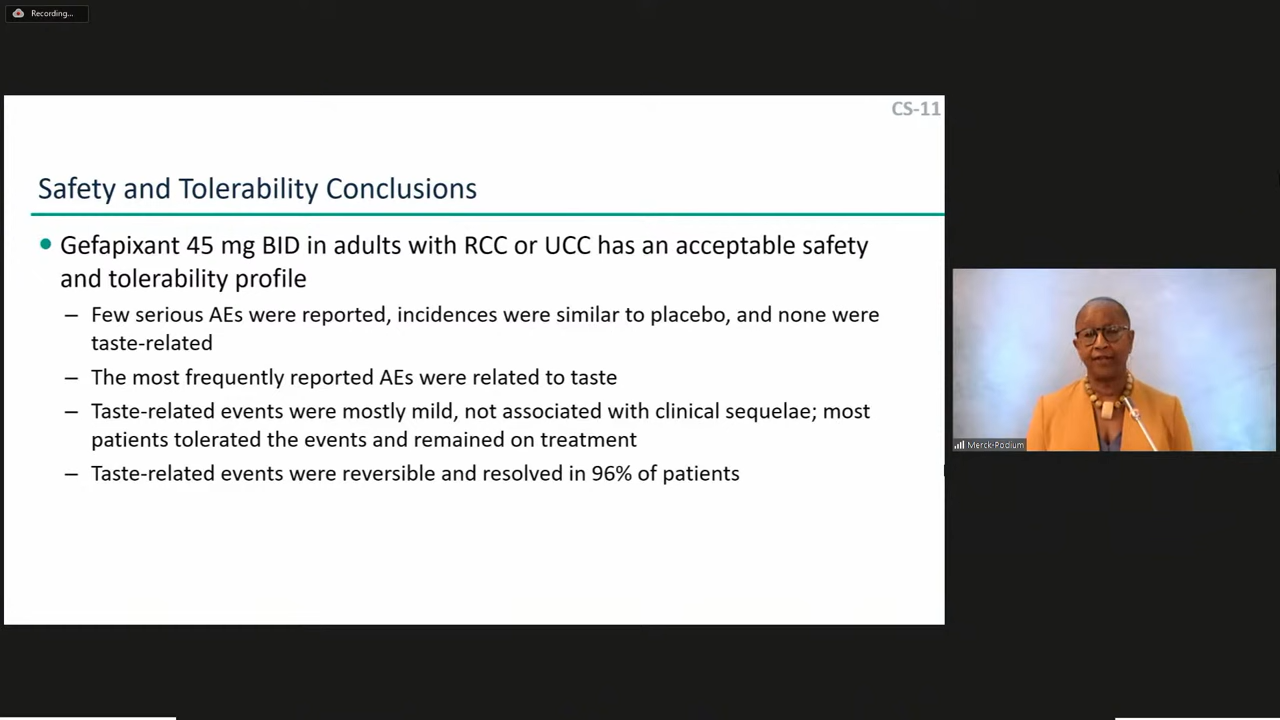 Recording...
CS-11
Safety and Tolerability Conclusions
Gefapixant 45 mg BID in adults with RCC or UCC has an acceptable safety
and tolerability profile
– Few serious AEs were reported, incidences were similar to placebo, and none were
taste-related
– The most frequently reported AEs were related to taste
– Taste-related events were mostly mild, not associated with clinical sequelae; most
patients tolerated the events and remained on treatment
– Taste-related events were reversible and resolved in 96% of patients
Merck-Podium